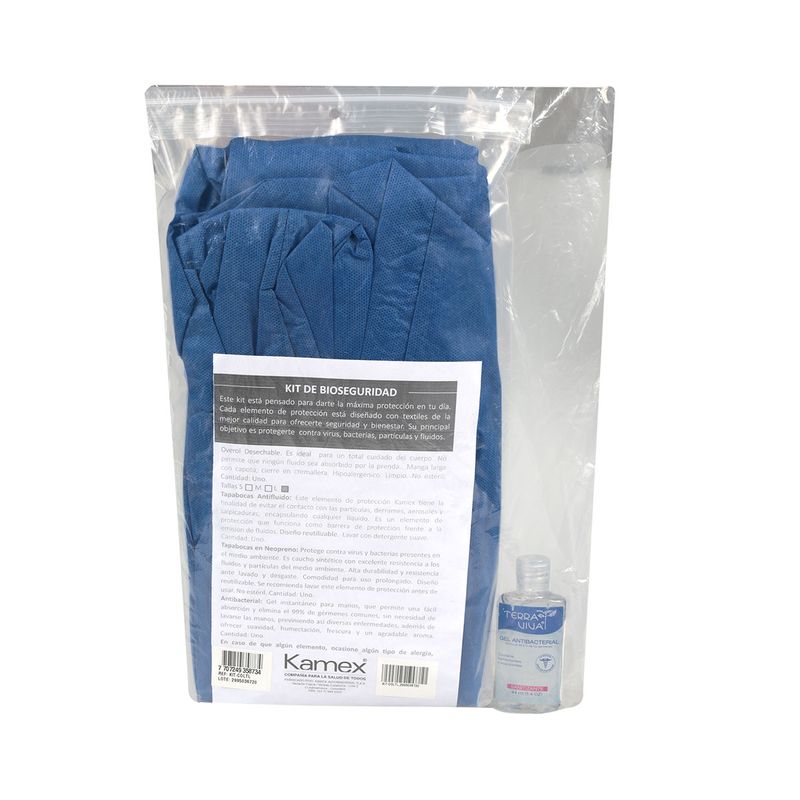 KIT DE BIOSEGURIDAD
Este kit está pensado para darte la máxima protección en tu día.
Cada elemento de protección está diseñado con textiles de la
mejor calidad para ofrecerte seguridad y bienestar. Su principal
objetivo es protegerte contra virus, bacterias, partículas y fluidos.
Overol Desechable. Es ideal para un total cuidado del cuerpo. No
permite que ningún fluido sea absorbido por la prenda. Manga larga
con capota, cierre en cremallera. Hipoalergénico. Limpio. No estéril.
Cantidad: Uno.
Tallas S M L
Tapabocas Antifluido: Este elemento de protección Kamex tiene la
finalidad de evitar el contacto con las partículas, derrames, aerosoles y
salpicaduras, encapsulando cualquier líquido. Es un elemento de
protección que funciona como barrera de protección frente a la
emisión de fluidos. Diseño reutilizable. Lavar con detergente suave.
Cantidad: Uno.
Tapabocas en Neopreno: Protege contra virus y bacterias presentes en
el medio ambiente. Es caucho sintético con excelente resistencia a los
fluidos y partículas del medio ambiente. Alta durabilidad y resistencia
ante lavado y desgaste. Comodidad para uso prolongado. Diseño
reutilizable. Se recomienda lavar este elemento de protección antes de
usar. No estéril. Cantidad: Uno.
Antibacterial: Gel instantáneo para manos, que permite una fácil
absorción y elimina el 99% de gérmenes comunes, sin necesidad de
lavarse las manos, previniendo así diversas enfermedades, además de
ofrecer suavidad, humectación, frescura y un agradable aroma.
Cantidad: Uno.
En caso de que algún elemento, ocasione algún tipo de alergia,
7 707249 358734
REF: KIT-COLTL
LOTE: 2995036720
Kamex
COMPAÑÍA PARA LA SALUD DE TODOS
KIT-COLTL 2995036720
TERRA
VIVA
GEL ANTIBACTERIAL
SANITIZANTE